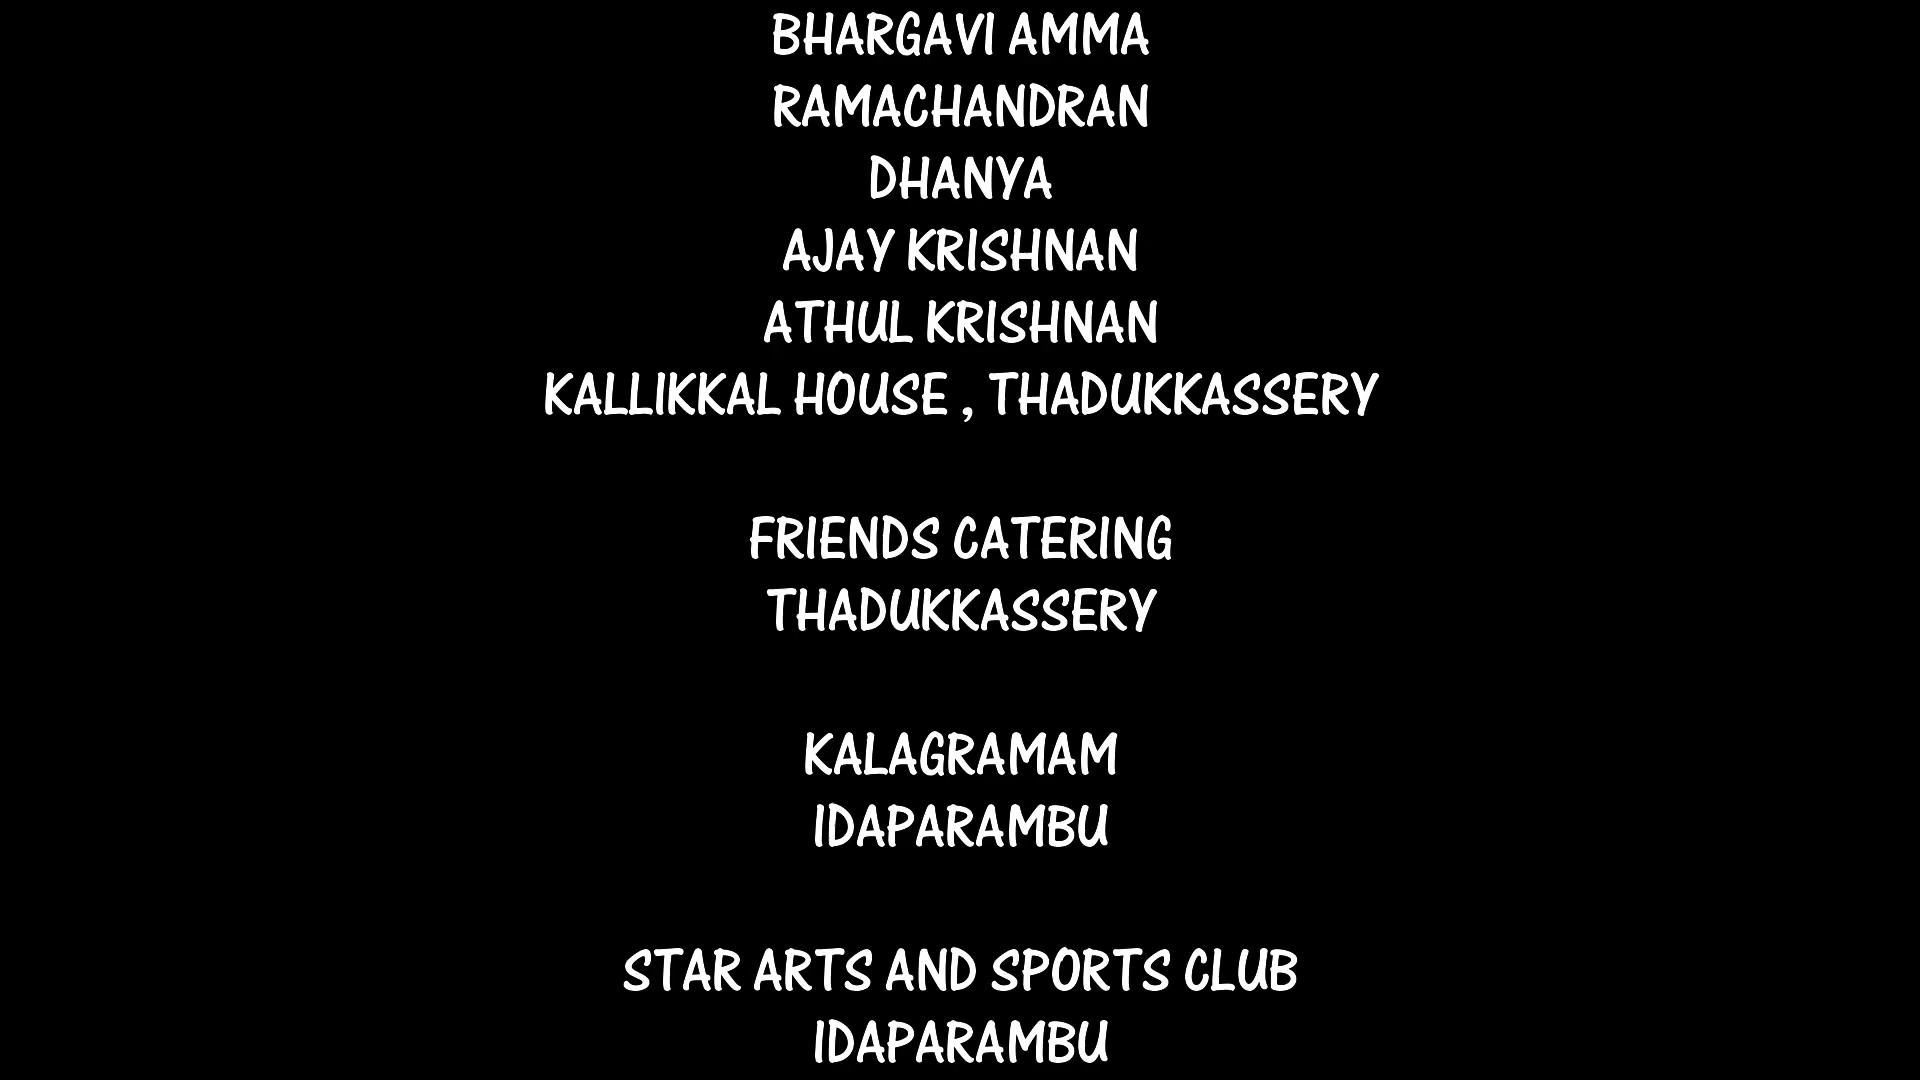 BHARGAVI AMMA
RAMACHANDRAN
DHANYA
AJAY KRISHNAN
ATHUL KRISHNAN
KALLIKKAL HOUSE , THADUKKASSERY
FRIENDS CATERING
THADUKKASSERY
KALAGRAMAM
IDAPARAMBU
STAR ARTS AND SPORTS CLUB
IDAPARAMBU